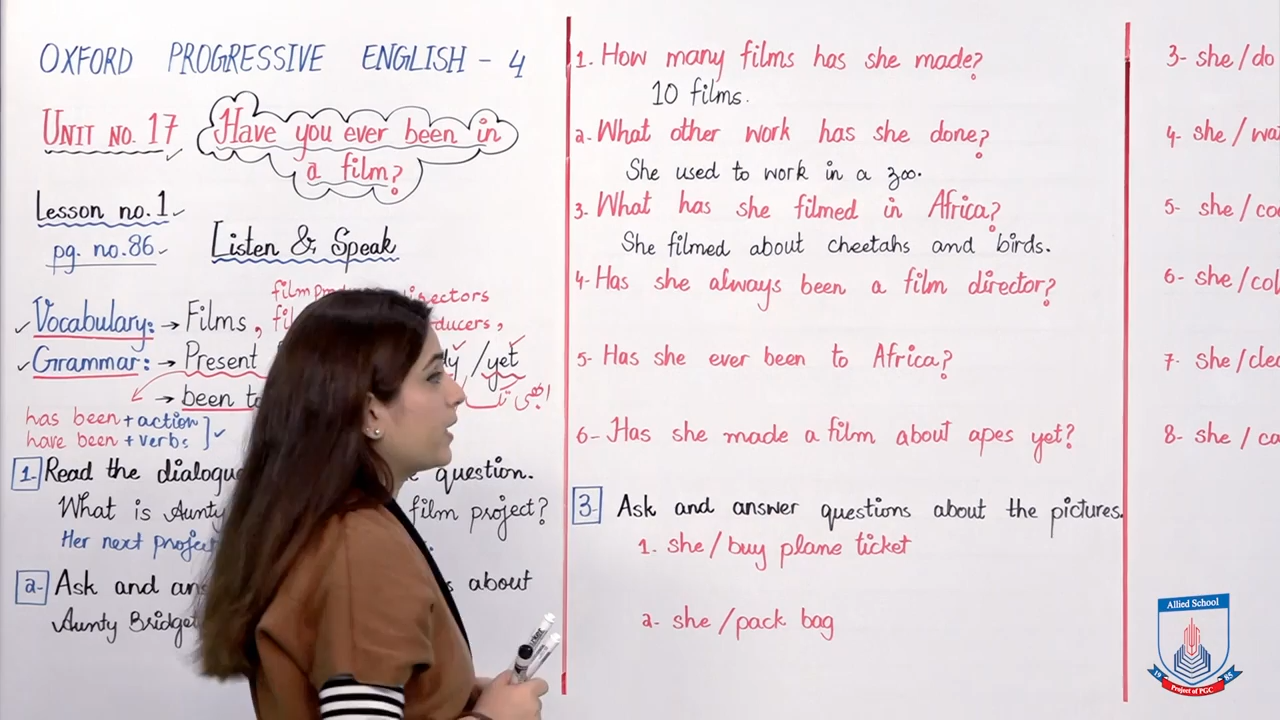 OXFORD PROGRESSIVE ENGLISH - 4
UNIT NO. 17
Have you ever been in
a film?
Lesson no. 1
pg. no. 86
Listen & Speak
directors
Vocabulary: → Films,
Grammar: → Present /yet
ابھی تک
→ been to
has been + action
have been + verbs
1- Read the question.
What is Aunty film project?
Her next project
2- Ask and about
Aunty Bridget
1. How many films has she made?
10 films.
2. What other work has she done?
She used to work in a zoo.
3. What has she filmed in Africa?
She filmed about cheetahs and birds.
4- Has she always been a film director?
5- Has she ever been to Africa?
6- Has she made a film about apes yet?
3- Ask and answer questions about the pictures.
1. she / buy plane ticket
2- she / pack bag
3- she / do
4- she /
5- she /
6- she /
7- she /
8- she /
Allied School
19 85
Project of PGC